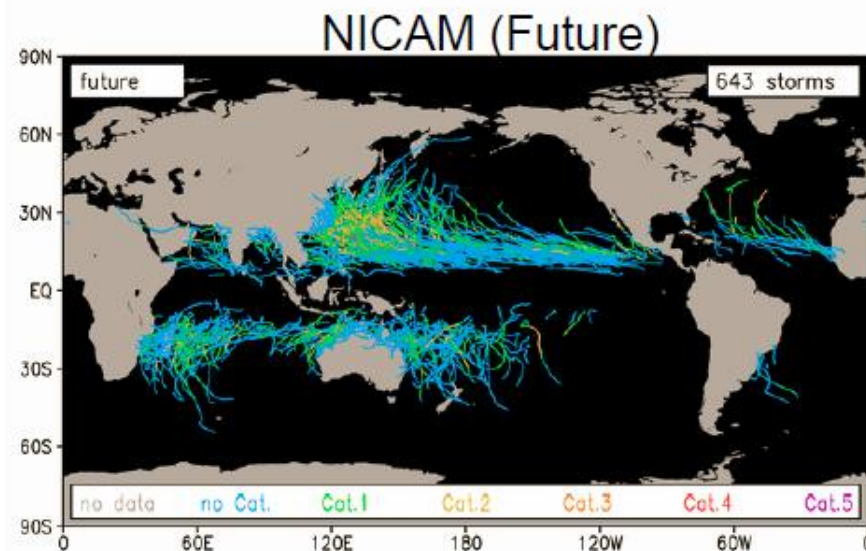 NICAM (Future)
90N
future
643 storms
60N
30N
EQ
30S
60S
no data no Cat. Cat.1 Cat.2 Cat.3 Cat.4 Cat.5
90S
0 60E 120E 180 120W 60W